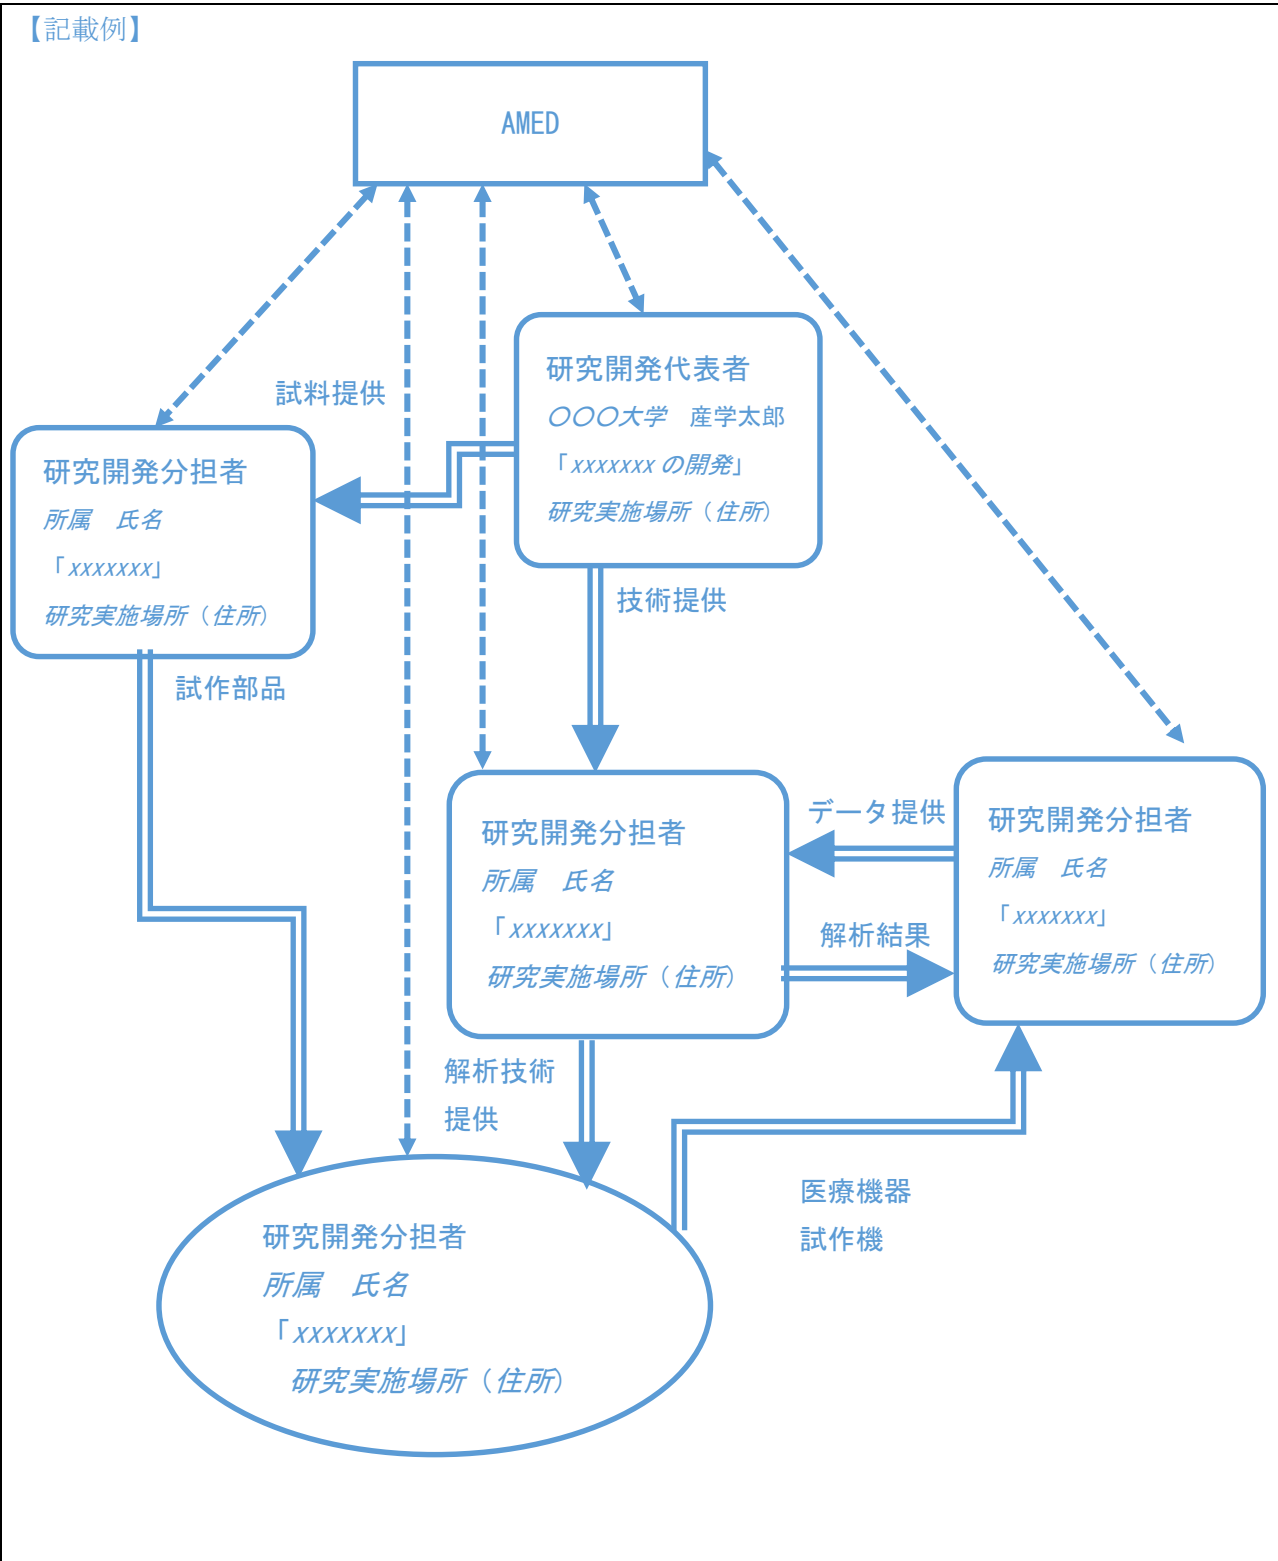 【記載例】
AMED
研究開発代表者
〇〇〇大学　産学太郎
「xxxxxxx の開発」
研究実施場所（住所）
試料提供
研究開発分担者
所属　氏名
「xxxxxxx」
研究実施場所（住所）
技術提供
試作部品
研究開発分担者
所属　氏名
「xxxxxxx」
研究実施場所（住所）
データ提供
解析結果
研究開発分担者
所属　氏名
「xxxxxxx」
研究実施場所（住所）
解析技術
提供
医療機器
試作機
研究開発分担者
所属　氏名
「xxxxxxx」
研究実施場所（住所）